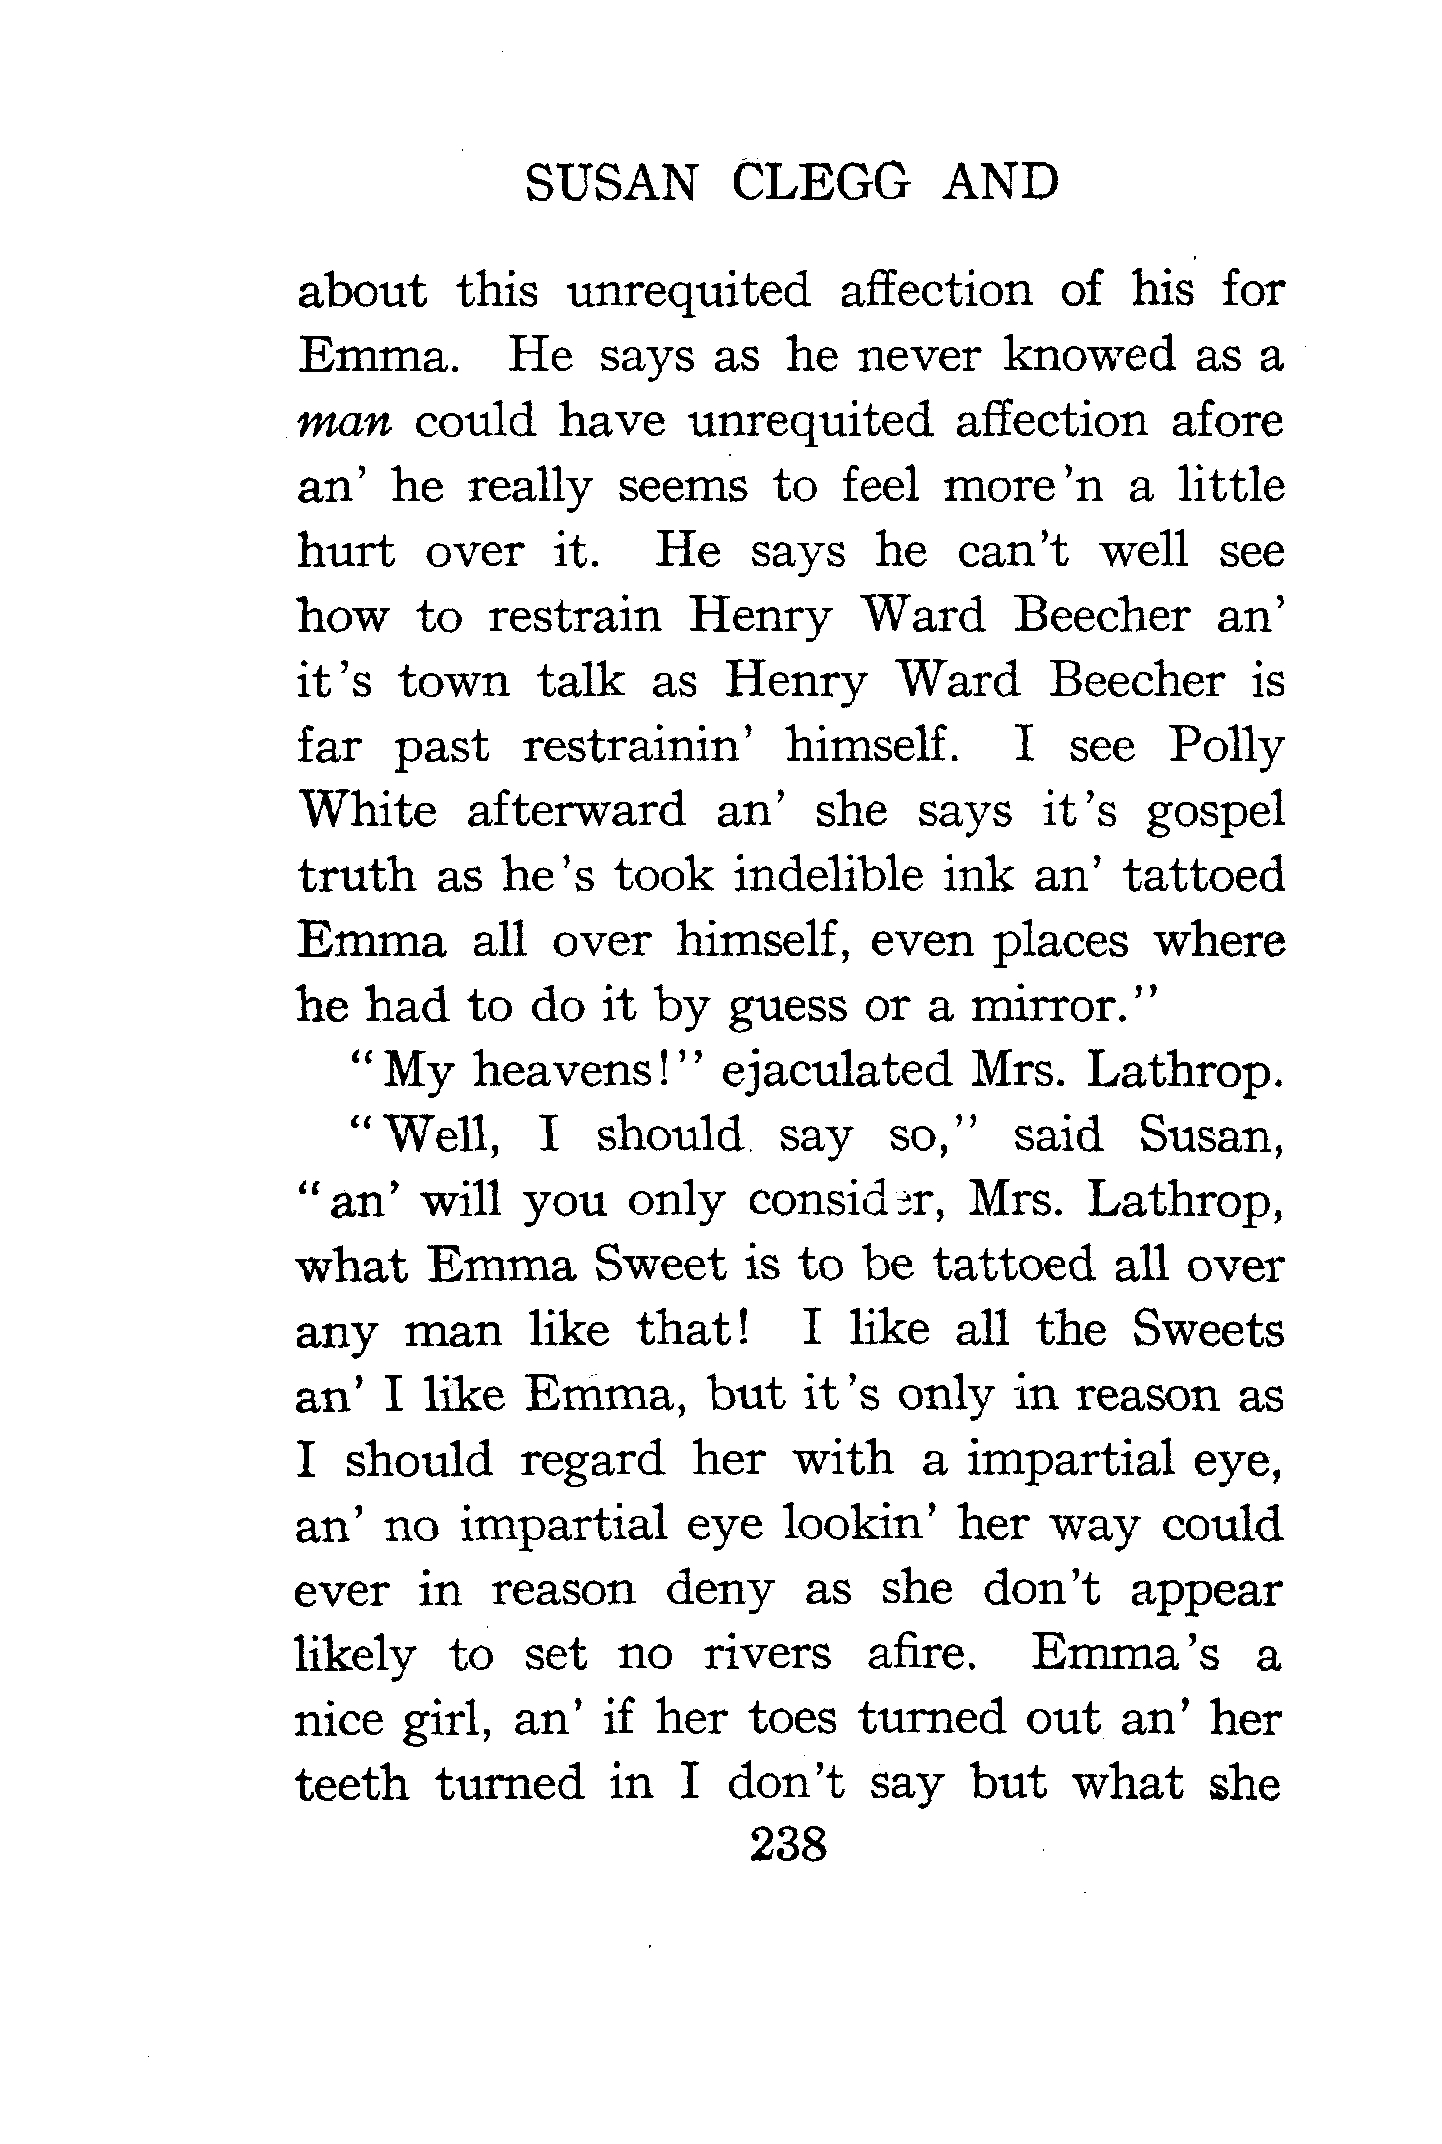 SUSAN CLEGG AND
about this unrequited affection of his for
Emma. He says as he never knowed as a
man could have unrequited affection afore
an' he really seems to feel more'n a little
hurt over it. He says he can't well see
how to restrain Henry Ward Beecher an'
it's town talk as Henry Ward Beecher is
far past restrainin' himself. I see Polly
White afterward an' she says it's gospel
truth as he's took indelible ink an' tattoed
Emma all over himself, even places where
he had to do it by guess or a mirror."
"My heavens!" ejaculated Mrs. Lathrop.
"Well, I should say so," said Susan,
"an' will you only consider, Mrs. Lathrop,
what Emma Sweet is to be tattoed all over
any man like that! I like all the Sweets
an' I like Emma, but it's only in reason as
I should regard her with a impartial eye,
an' no impartial eye lookin' her way could
ever in reason deny as she don't appear
likely to set no rivers afire. Emma's a
nice girl, an' if her toes turned out an' her
teeth turned in I don't say but what she
238